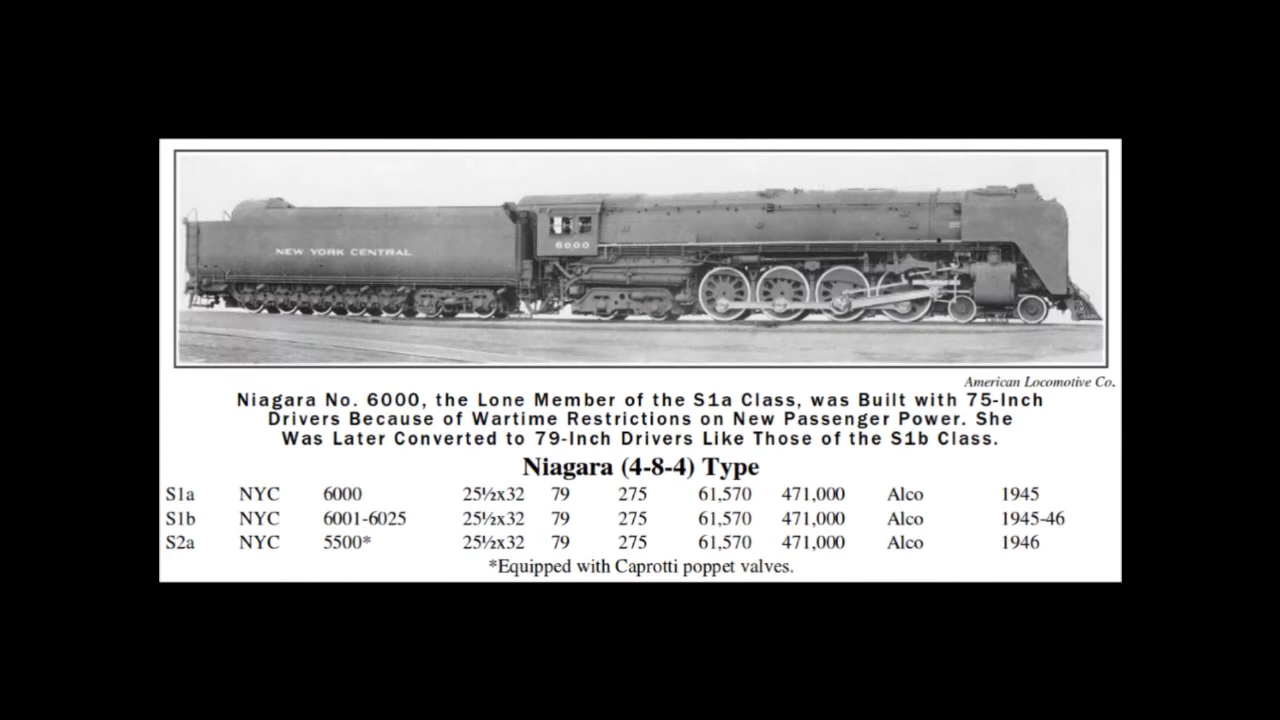 NEW YORK CENTRAL
6000
American Locomotive Co.
Niagara No. 6000, the Lone Member of the S1a Class, was Built with 75-Inch
Drivers Because of Wartime Restrictions on New Passenger Power. She
Was Later Converted to 79-Inch Drivers Like Those of the S1b Class.
Niagara (4-8-4) Type
S1a NYC 6000 25½x32 79 275 61,570 471,000 Alco 1945
S1b NYC 6001-6025 25½x32 79 275 61,570 471,000 Alco 1945-46
S2a NYC 5500* 25½x32 79 275 61,570 471,000 Alco 1946
*Equipped with Caprotti poppet valves.